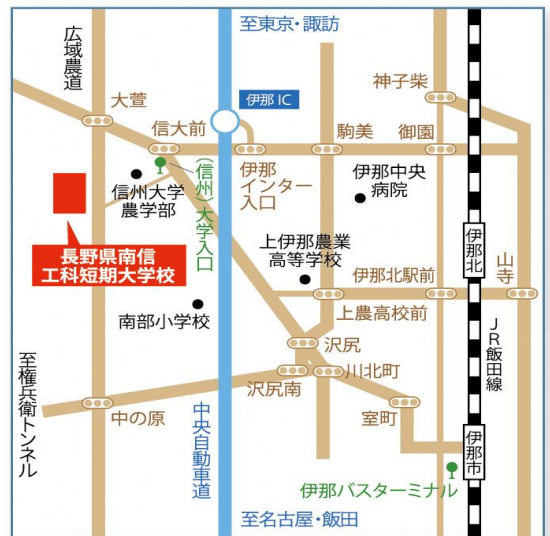 至東京・諏訪
広域農道
神子柴
大萱
伊那IC
信大前
駒美
御園
伊那
インター
入口
伊那中央
病院
信州大学
農学部
(信州)大学入口
長野県南信
工科短期大学校
上伊那農業
高等学校
伊那北
山寺
伊那北駅前
上農高校前
南部小学校
JR飯田線
沢尻
沢尻南
川北町
至権兵衛トンネル
中の原
中央自動車道
室町
伊那市
伊那バスターミナル
至名古屋・飯田